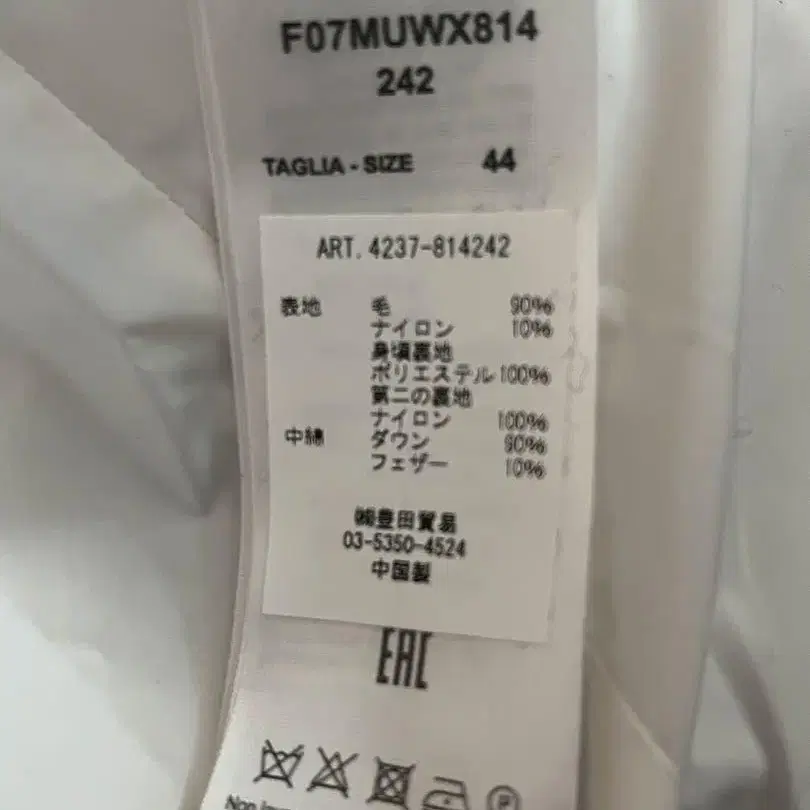 F07MUWX814
242
TAGLIA - SIZE 44
ART. 4237-814242
表地 毛 90%
ナイロン 10%
身頃裏地
ポリエステル 100%
第二の裏地
ナイロン 100%
中綿 ダウン 90%
フェザー 10%
㈱豊田貿易
03-5350-4524
中国製
EAC
P
Non